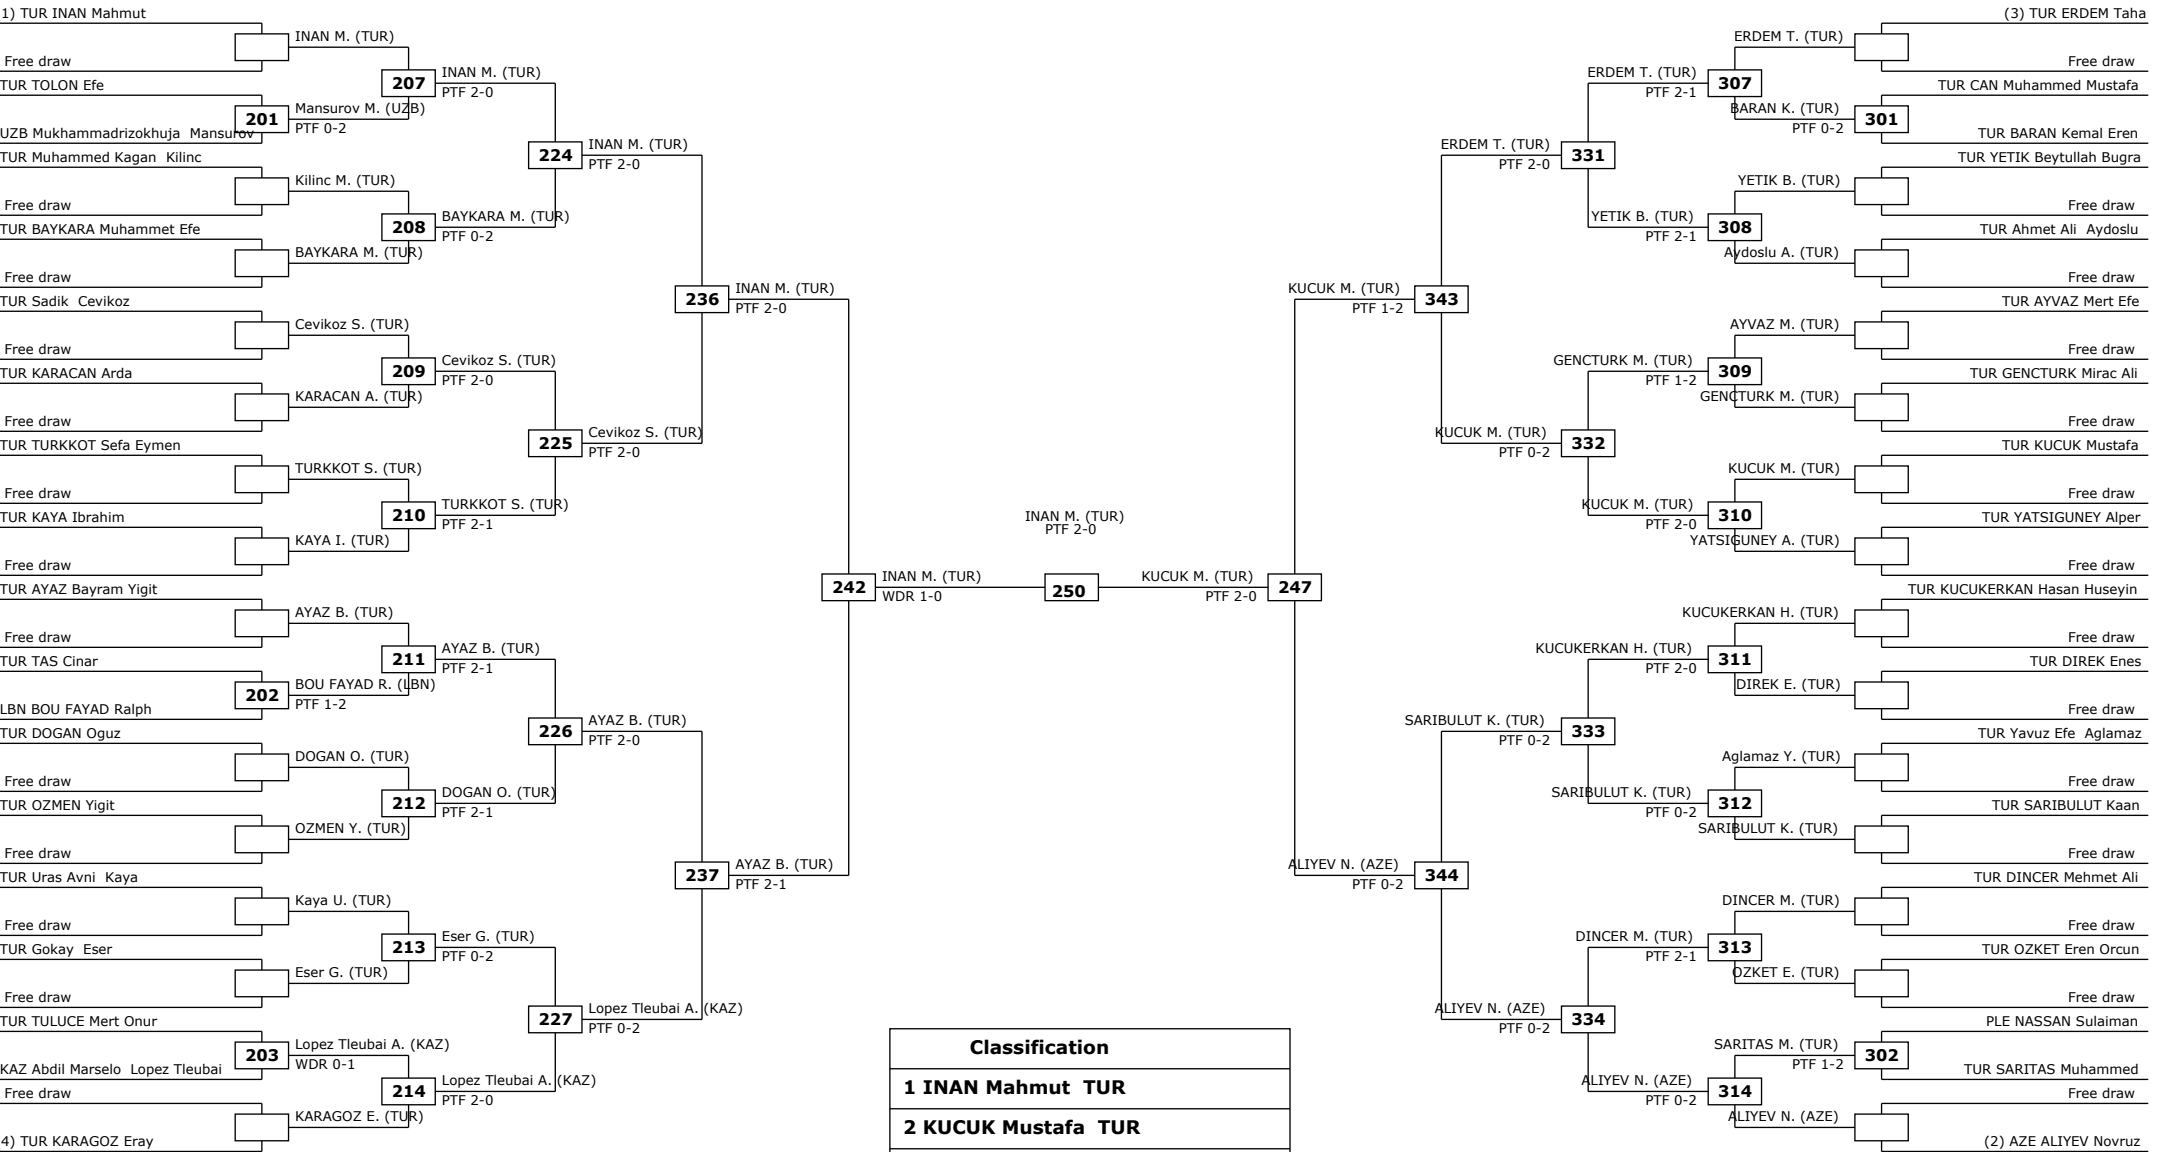 1) TUR INAN Mahmut
Free draw
TUR TOLON Efe
UZB Mukhammadrizokhuja  Mansurov
TUR Muhammed Kagan  Kilinc
Free draw
TUR BAYKARA Muhammet Efe
Free draw
TUR Sadik  Cevikoz
Free draw
TUR KARACAN Arda
Free draw
TUR TURKKOT Sefa Eymen
Free draw
TUR KAYA Ibrahim
Free draw
TUR AYAZ Bayram Yigit
Free draw
TUR TAS Cinar
LBN BOU FAYAD Ralph
TUR DOGAN Oguz
Free draw
TUR OZMEN Yigit
Free draw
TUR Uras Avni  Kaya
Free draw
TUR Gokay  Eser
Free draw
TUR TULUCE Mert Onur
KAZ Abdil Marselo  Lopez Tleubai
Free draw
4) TUR KARAGOZ Eray
INAN M. (TUR)
201
Mansurov M. (UZB)
PTF 0-2
Kilinc M. (TUR)
BAYKARA M. (TUR)
Cevikoz S. (TUR)
KARACAN A. (TUR)
TURKKOT S. (TUR)
KAYA I. (TUR)
AYAZ B. (TUR)
202
BOU FAYAD R. (LBN)
PTF 1-2
DOGAN O. (TUR)
OZMEN Y. (TUR)
Kaya U. (TUR)
Eser G. (TUR)
203
Lopez Tleubai A. (KAZ)
WDR 0-1
KARAGOZ E. (TUR)
207
INAN M. (TUR)
PTF 2-0
208
BAYKARA M. (TUR)
PTF 0-2
209
Cevikoz S. (TUR)
PTF 2-0
210
TURKKOT S. (TUR)
PTF 2-1
211
AYAZ B. (TUR)
PTF 2-1
212
DOGAN O. (TUR)
PTF 2-1
213
Eser G. (TUR)
PTF 0-2
214
Lopez Tleubai A. (KAZ)
PTF 2-0
224
INAN M. (TUR)
PTF 2-0
225
Cevikoz S. (TUR)
PTF 2-0
226
AYAZ B. (TUR)
PTF 2-0
227
Lopez Tleubai A. (KAZ)
PTF 0-2
236
INAN M. (TUR)
PTF 2-0
237
AYAZ B. (TUR)
PTF 2-1
242
INAN M. (TUR)
WDR 1-0
INAN M. (TUR)
PTF 2-0
250
KUCUK M. (TUR)
PTF 2-0
247
KUCUK M. (TUR)
PTF 1-2
343
ALIYEV N. (AZE)
PTF 0-2
344
ERDEM T. (TUR)
PTF 2-0
331
KUCUK M. (TUR)
PTF 0-2
332
SARIBULUT K. (TUR)
PTF 0-2
333
ALIYEV N. (AZE)
PTF 0-2
334
ERDEM T. (TUR)
PTF 2-1
307
YETIK B. (TUR)
PTF 2-1
308
GENCTURK M. (TUR)
PTF 1-2
309
KUCUK M. (TUR)
PTF 2-0
310
KUCUKERKAN H. (TUR)
PTF 2-0
311
SARIBULUT K. (TUR)
PTF 0-2
312
DINCER M. (TUR)
PTF 2-1
313
ALIYEV N. (AZE)
PTF 0-2
314
ERDEM T. (TUR)
BARAN K. (TUR)
PTF 0-2
301
YETIK B. (TUR)
Aydoslu A. (TUR)
AYVAZ M. (TUR)
GENCTURK M. (TUR)
KUCUK M. (TUR)
YATSIGUNEY A. (TUR)
KUCUKERKAN H. (TUR)
DIREK E. (TUR)
Aglamaz Y. (TUR)
SARIBULUT K. (TUR)
DINCER M. (TUR)
OZKET E. (TUR)
SARITAS M. (TUR)
PTF 1-2
302
ALIYEV N. (AZE)
(3) TUR ERDEM Taha
Free draw
TUR CAN Muhammed Mustafa
TUR BARAN Kemal Eren
TUR YETIK Beytullah Bugra
Free draw
TUR Ahmet Ali  Aydoslu
Free draw
TUR AYVAZ Mert Efe
Free draw
TUR GENCTURK Mirac Ali
Free draw
TUR KUCUK Mustafa
Free draw
TUR YATSIGUNEY Alper
Free draw
TUR KUCUKERKAN Hasan Huseyin
Free draw
TUR DIREK Enes
Free draw
TUR Yavuz Efe  Aglamaz
Free draw
TUR SARIBULUT Kaan
Free draw
TUR DINCER Mehmet Ali
Free draw
TUR OZKET Eren Orcun
Free draw
PLE NASSAN Sulaiman
TUR SARITAS Muhammed
Free draw
(2) AZE ALIYEV Novruz
Classification
1 INAN Mahmut  TUR
2 KUCUK Mustafa  TUR